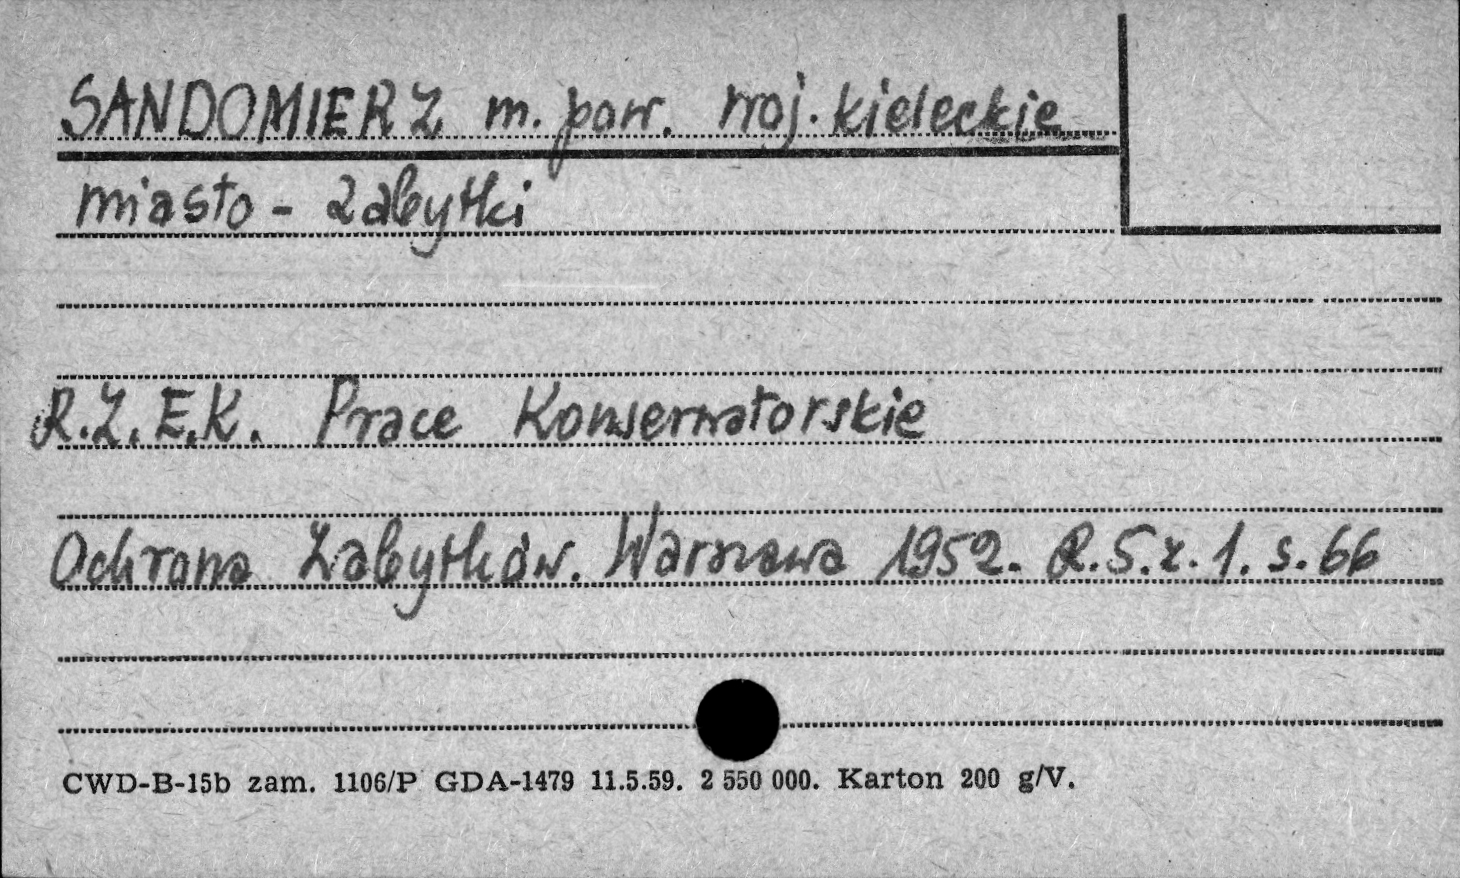 SANDOMIERZ m. pow. woj. kieleckie
miasto - zabytki
R.Z. E.K. Prace Konserwatorskie
Ochrona Zabytków. Warszawa 1952. R.5.z.1. s.66
CWD-B-15b zam. 1106/P GDA-1479 11.5.59. 2 550 000. Karton 200 g/V.